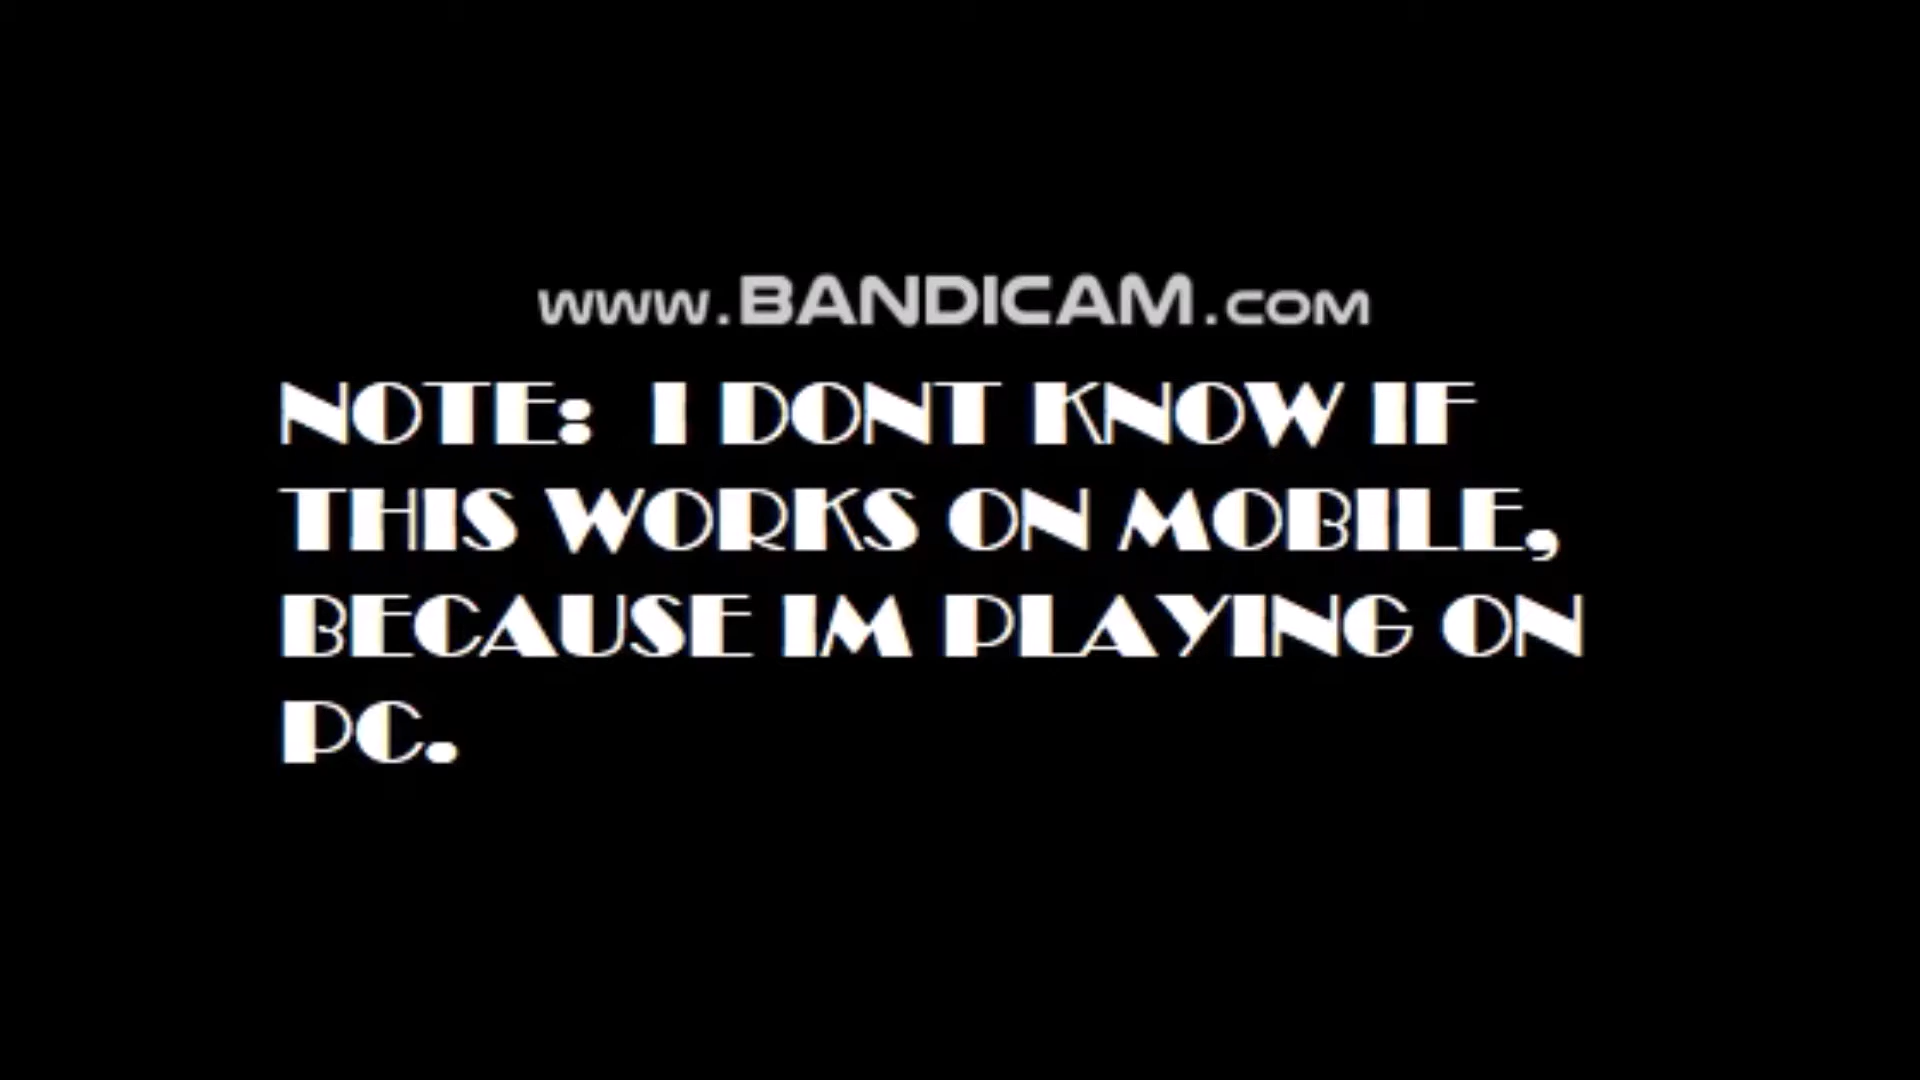 www.BANDICAM.com
NOTE:  I DONT KNOW IF
THIS WORKS ON MOBILE,
BECAUSE IM PLAYING ON
PC.